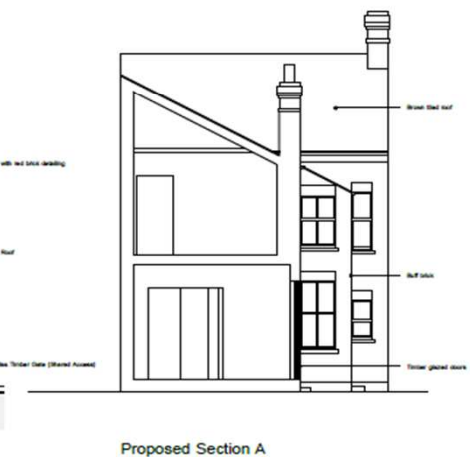 Brown tiled roof
with red brick detailing
Roof
Buff brick
Timber Gate (Shared Access)
Timber glazed doors
Proposed Section A